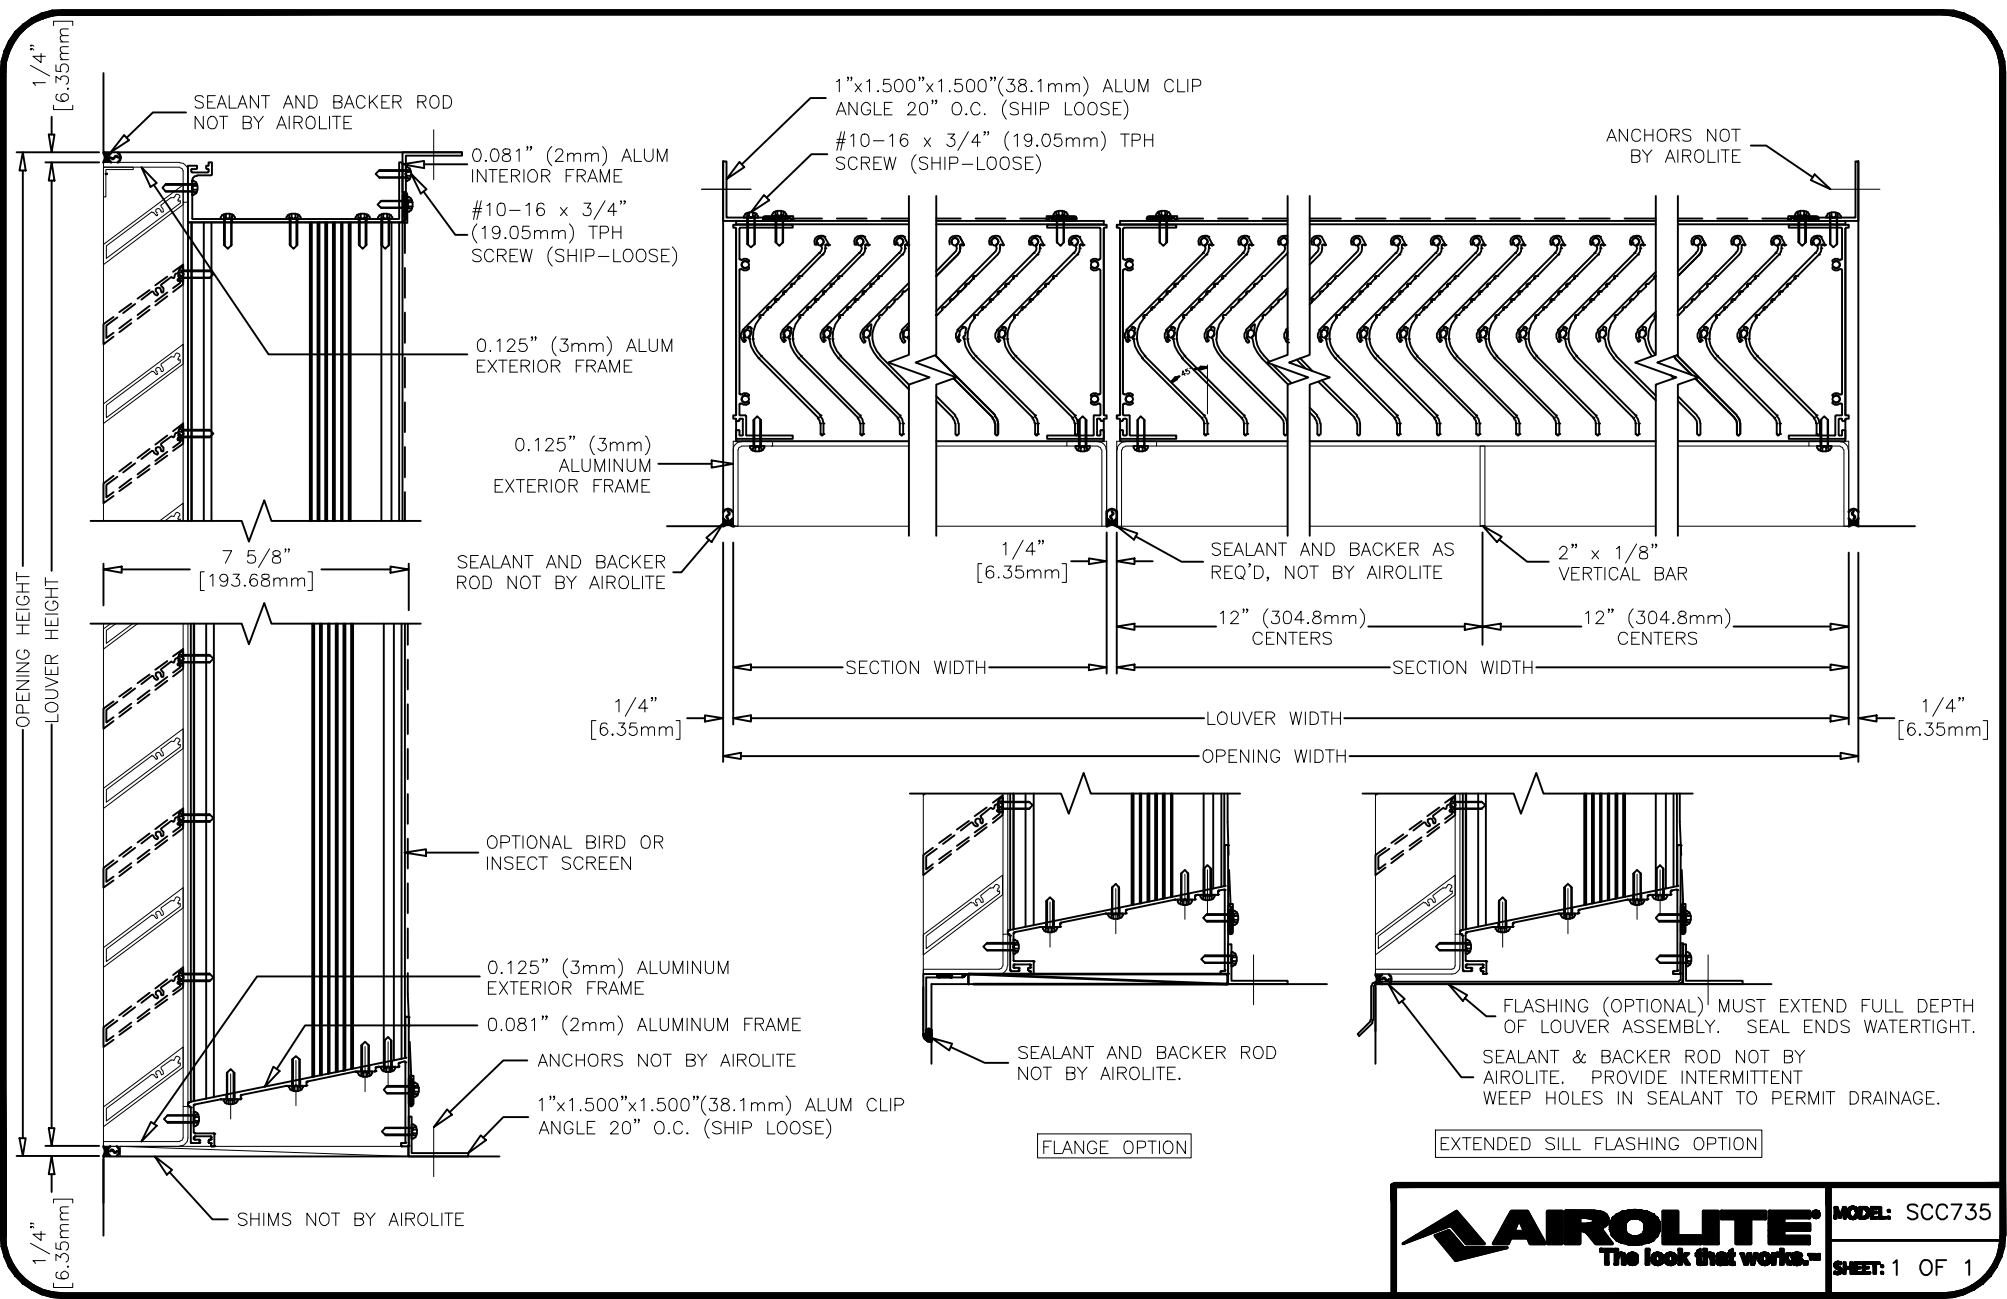 1/4"
[6.35mm]
SEALANT AND BACKER ROD
NOT BY AIROLITE
0.081" (2mm) ALUM
INTERIOR FRAME
#10-16 x 3/4"
(19.05mm) TPH
SCREW (SHIP-LOOSE)
0.125" (3mm) ALUM
EXTERIOR FRAME
7 5/8"
[193.68mm]
OPENING HEIGHT
LOUVER HEIGHT
OPTIONAL BIRD OR
INSECT SCREEN
0.125" (3mm) ALUMINUM
EXTERIOR FRAME
0.081" (2mm) ALUMINUM FRAME
ANCHORS NOT BY AIROLITE
1"x1.500"x1.500"(38.1mm) ALUM CLIP
ANGLE 20" O.C. (SHIP LOOSE)
SHIMS NOT BY AIROLITE
1/4"
[6.35mm]
1"x1.500"x1.500"(38.1mm) ALUM CLIP
ANGLE 20" O.C. (SHIP LOOSE)
#10-16 x 3/4" (19.05mm) TPH
SCREW (SHIP-LOOSE)
ANCHORS NOT
BY AIROLITE
45°
0.125" (3mm)
ALUMINUM
EXTERIOR FRAME
SEALANT AND BACKER
ROD NOT BY AIROLITE
1/4"
[6.35mm]
SEALANT AND BACKER AS
REQ'D, NOT BY AIROLITE
2" x 1/8"
VERTICAL BAR
12" (304.8mm)
CENTERS
12" (304.8mm)
CENTERS
SECTION WIDTH
SECTION WIDTH
1/4"
[6.35mm]
LOUVER WIDTH
1/4"
[6.35mm]
OPENING WIDTH
SEALANT AND BACKER ROD
NOT BY AIROLITE.
FLANGE OPTION
FLASHING (OPTIONAL) MUST EXTEND FULL DEPTH
OF LOUVER ASSEMBLY. SEAL ENDS WATERTIGHT.
SEALANT & BACKER ROD NOT BY
AIROLITE. PROVIDE INTERMITTENT
WEEP HOLES IN SEALANT TO PERMIT DRAINAGE.
EXTENDED SILL FLASHING OPTION
AIROLITE®
The look that works.™
MODEL: SCC735
SHEET: 1 OF 1